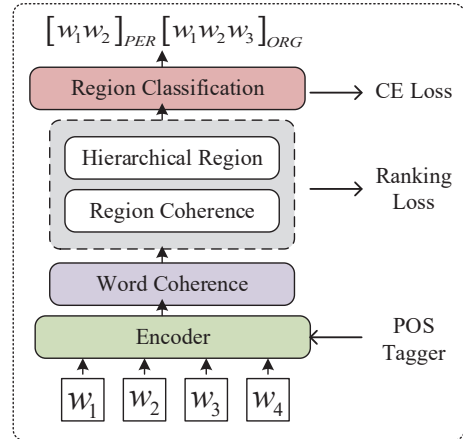 [w₁w₂]PER [w₁w₂w₃]ORG
Region Classification
CE Loss
Hierarchical Region
Region Coherence
Ranking
Loss
Word Coherence
Encoder
POS
Tagger
w₁ w₂ w₃ w₄